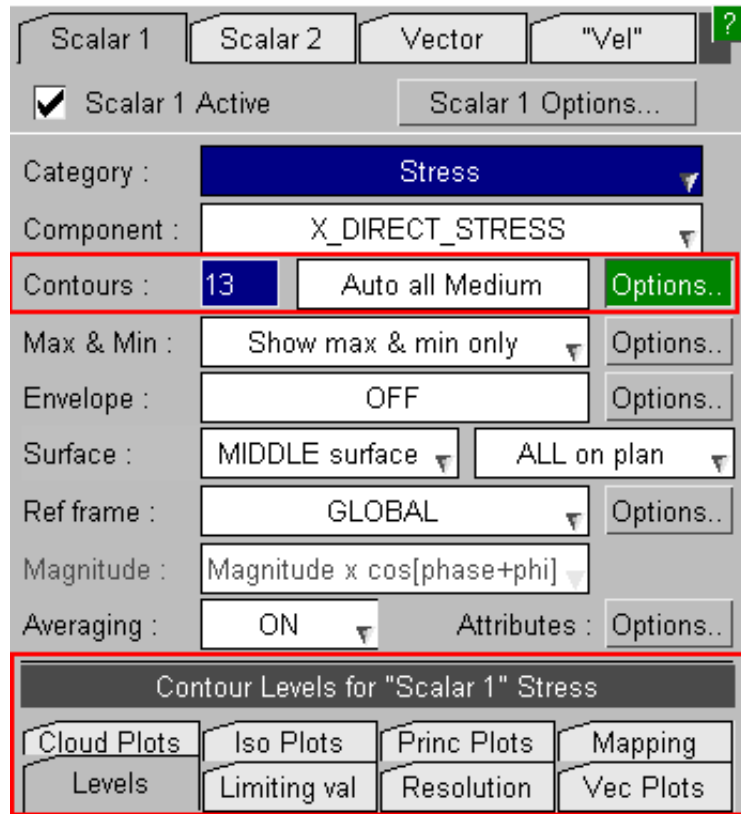 Scalar 1 Scalar 2 Vector "Vel" ?
Scalar 1 Active Scalar 1 Options...
Category : Stress
Component : X_DIRECT_STRESS
Contours : 13 Auto all Medium Options..
Max & Min : Show max & min only Options..
Envelope : OFF Options..
Surface : MIDDLE surface ALL on plan
Ref frame : GLOBAL Options..
Magnitude : Magnitude x cos[phase+phi]
Averaging : ON Attributes : Options..
Contour Levels for "Scalar 1" Stress
Cloud Plots Iso Plots Princ Plots Mapping
Levels Limiting val Resolution Vec Plots